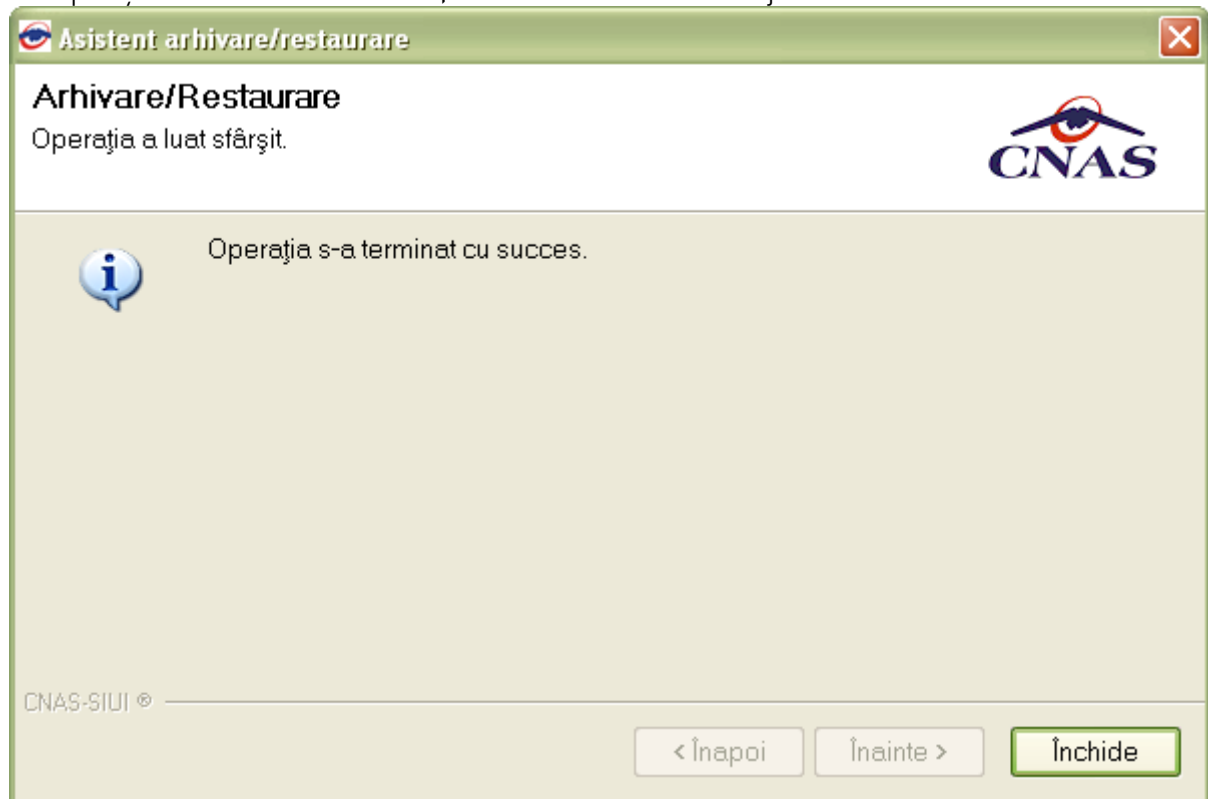 Asistent arhivare/restaurare
Arhivare/Restaurare
Operaţia a luat sfârşit.
CNAS
Operaţia s-a terminat cu succes.
CNAS-SIUI ®
< Înapoi
Înainte >
Închide